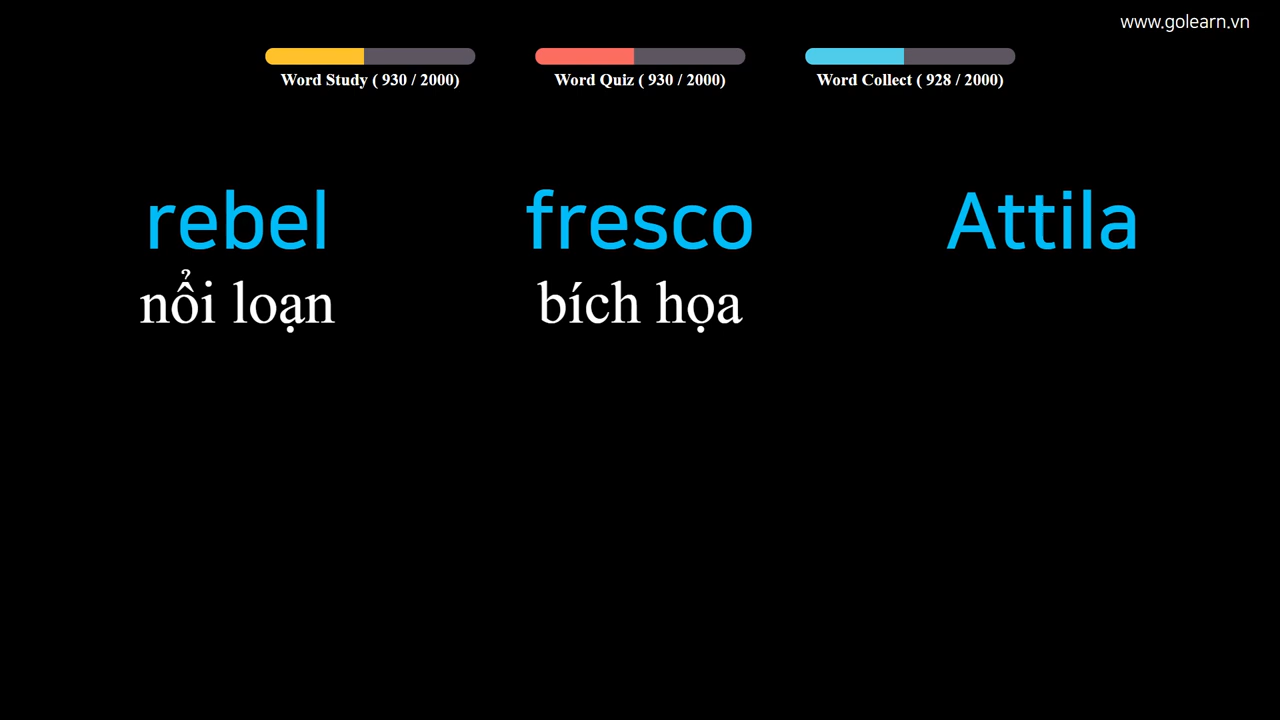 www.golearn.vn
Word Study ( 930 / 2000)
Word Quiz ( 930 / 2000)
Word Collect ( 928 / 2000)
rebel
fresco
Attila
nổi loạn
bích họa